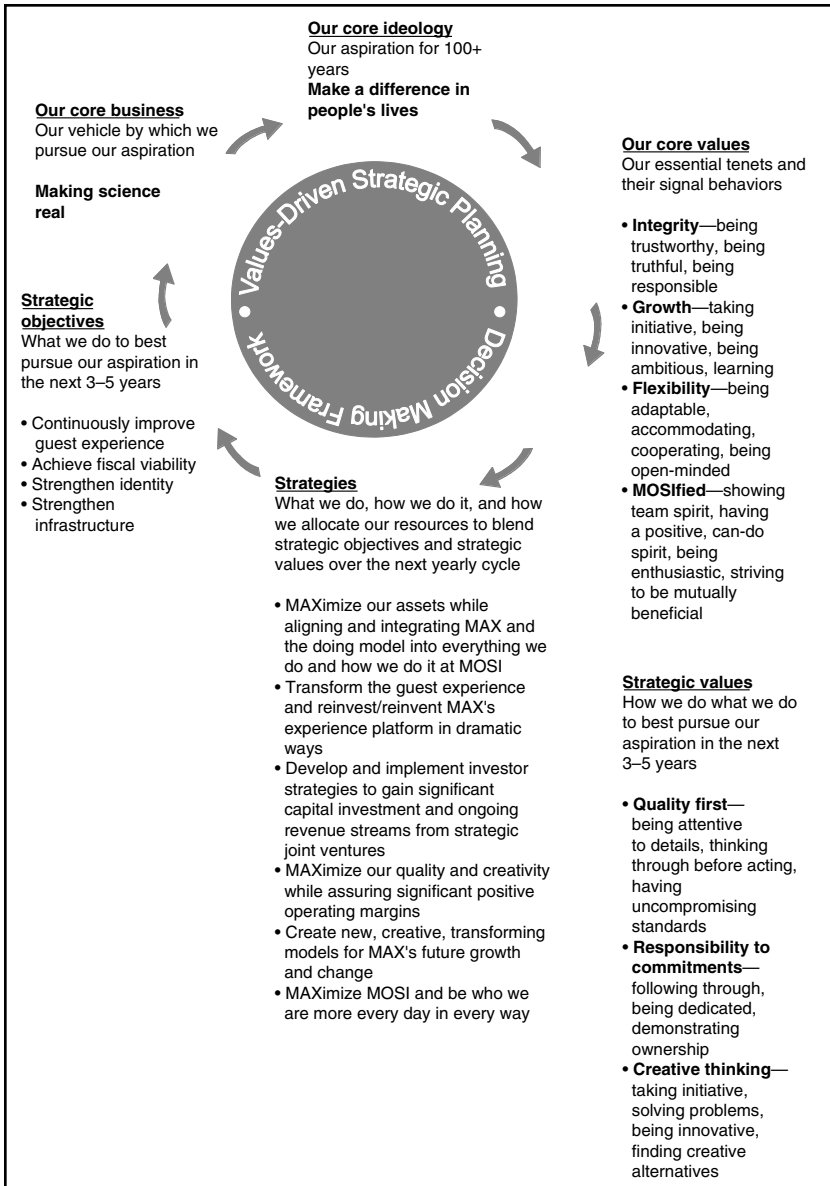 Our core ideology
Our aspiration for 100+
years
Make a difference in
people's lives
Our core business
Our vehicle by which we
pursue our aspiration
Making science
real
Values-Driven Strategic Planning
• Decision Making Framework •
Our core values
Our essential tenets and
their signal behaviors
• Integrity—being
trustworthy, being
truthful, being
responsible
• Growth—taking
initiative, being
innovative, being
ambitious, learning
• Flexibility—being
adaptable,
accommodating,
cooperating, being
open-minded
• MOSIfied—showing
team spirit, having
a positive, can-do
spirit, being
enthusiastic, striving
to be mutually
beneficial
Strategic
objectives
What we do to best
pursue our aspiration in
the next 3–5 years
• Continuously improve
guest experience
• Achieve fiscal viability
• Strengthen identity
• Strengthen
infrastructure
Strategies
What we do, how we do it, and how
we allocate our resources to blend
strategic objectives and strategic
values over the next yearly cycle
• MAXimize our assets while
aligning and integrating MAX and
the doing model into everything we
do and how we do it at MOSI
• Transform the guest experience
and reinvest/reinvent MAX's
experience platform in dramatic
ways
• Develop and implement investor
strategies to gain significant
capital investment and ongoing
revenue streams from strategic
joint ventures
• MAXimize our quality and creativity
while assuring significant positive
operating margins
• Create new, creative, transforming
models for MAX's future growth
and change
• MAXimize MOSI and be who we
are more every day in every way
Strategic values
How we do what we do
to best pursue our
aspiration in the next
3–5 years
• Quality first—
being attentive
to details, thinking
through before acting,
having
uncompromising
standards
• Responsibility to
commitments—
following through,
being dedicated,
demonstrating
ownership
• Creative thinking—
taking initiative,
solving problems,
being innovative,
finding creative
alternatives